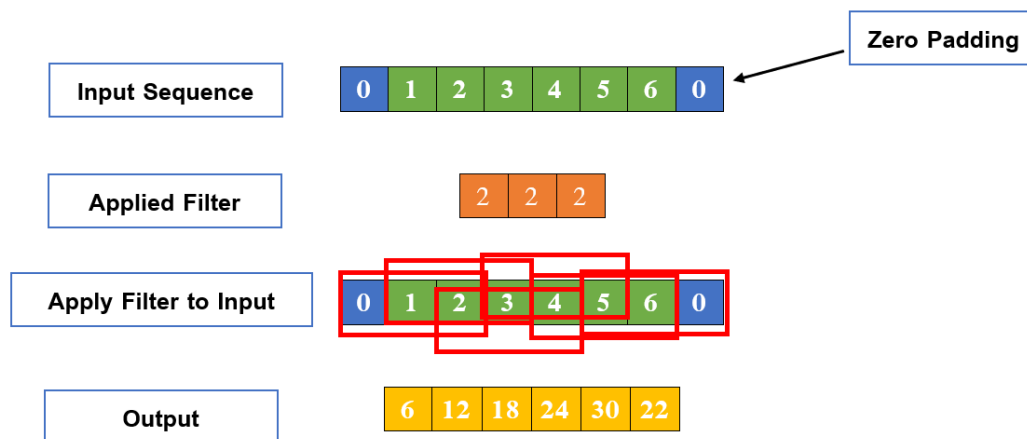 Zero Padding
Input Sequence
0 1 2 3 4 5 6 0
Applied Filter
2 2 2
Apply Filter to Input
0 1 2 3 4 5 6 0
Output
6 12 18 24 30 22